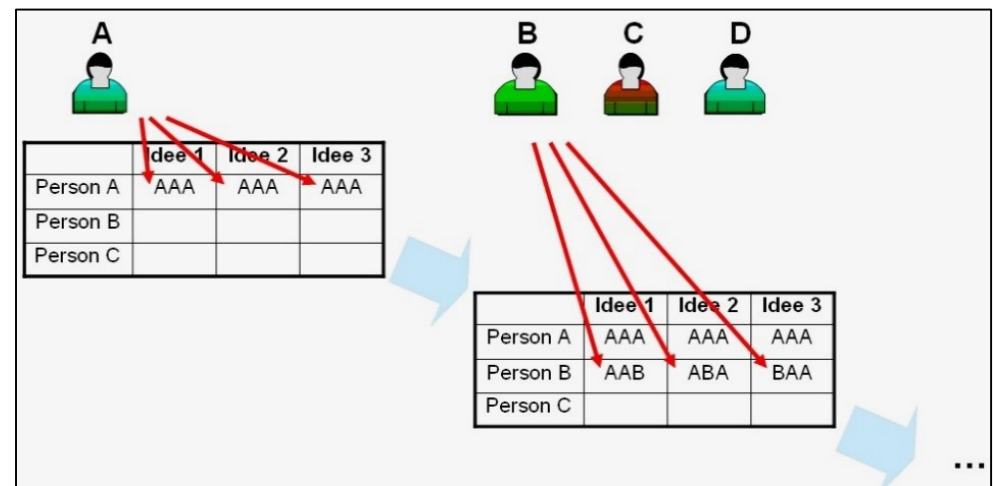 A
B C D
Idee 1 Idee 2 Idee 3
Person A AAA AAA AAA
Person B
Person C
Idee 1 Idee 2 Idee 3
Person A AAA AAA AAA
Person B AAB ABA BAA
Person C
...